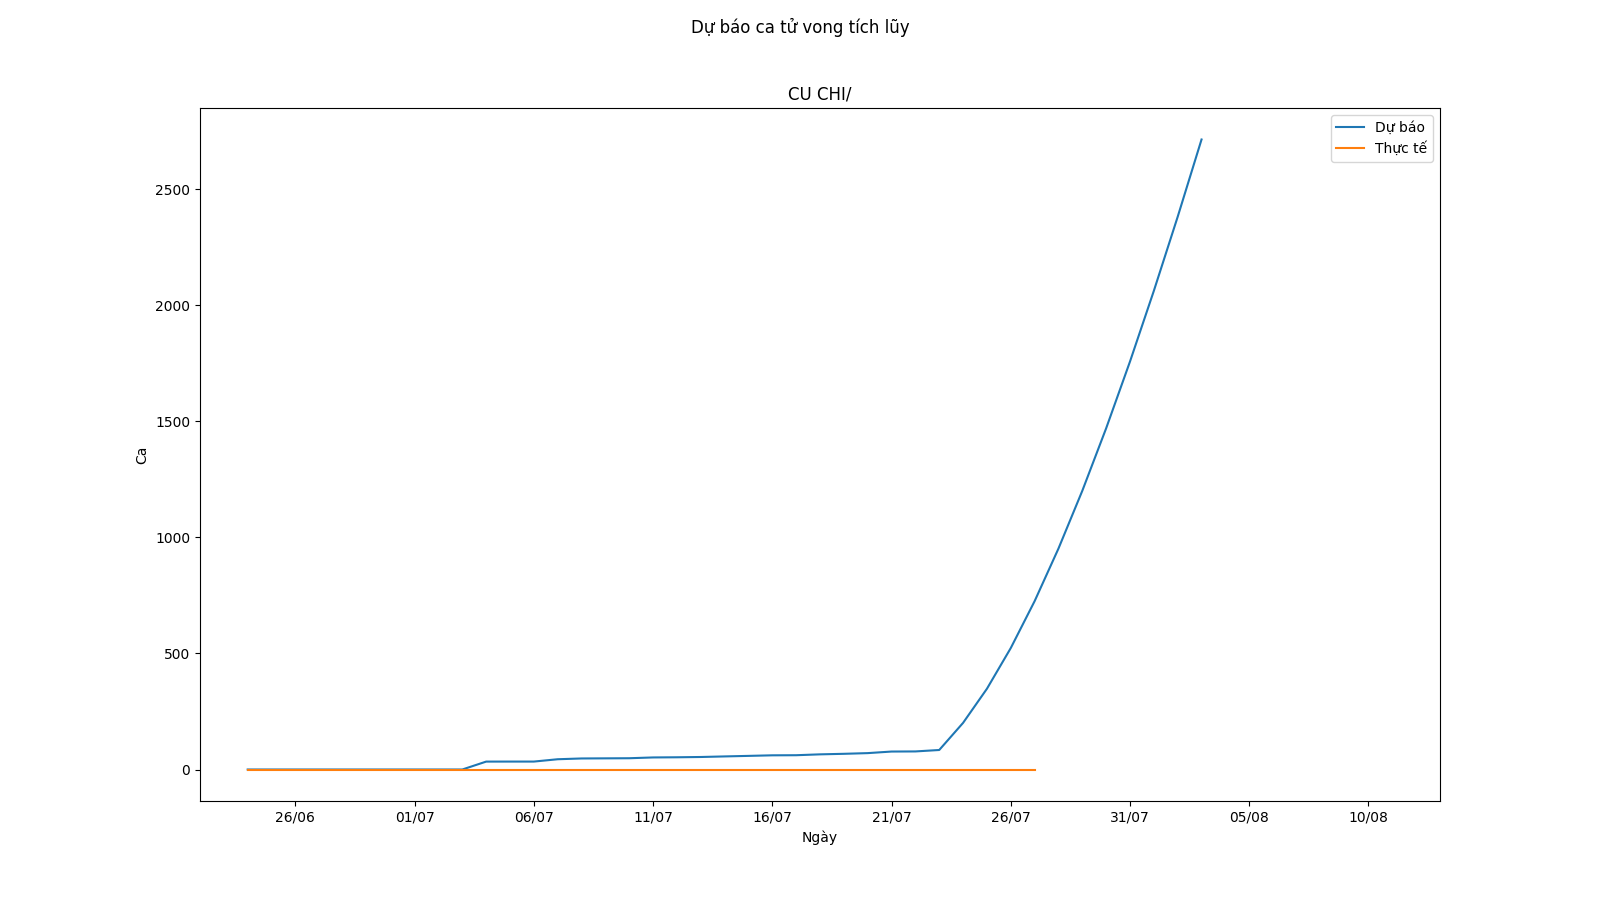 Dự báo ca tử vong tích lũy
CU CHI/
Dự báo
Thực tế
Ca
2500
2000
1500
1000
500
0
26/06 01/07 06/07 11/07 16/07 21/07 26/07 31/07 05/08 10/08
Ngày